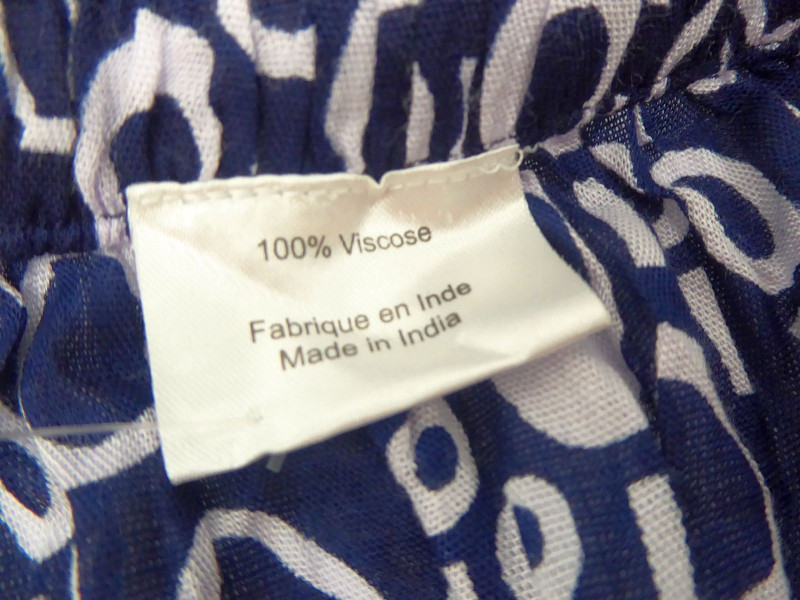 100% Viscose
Fabrique en Inde
Made in India